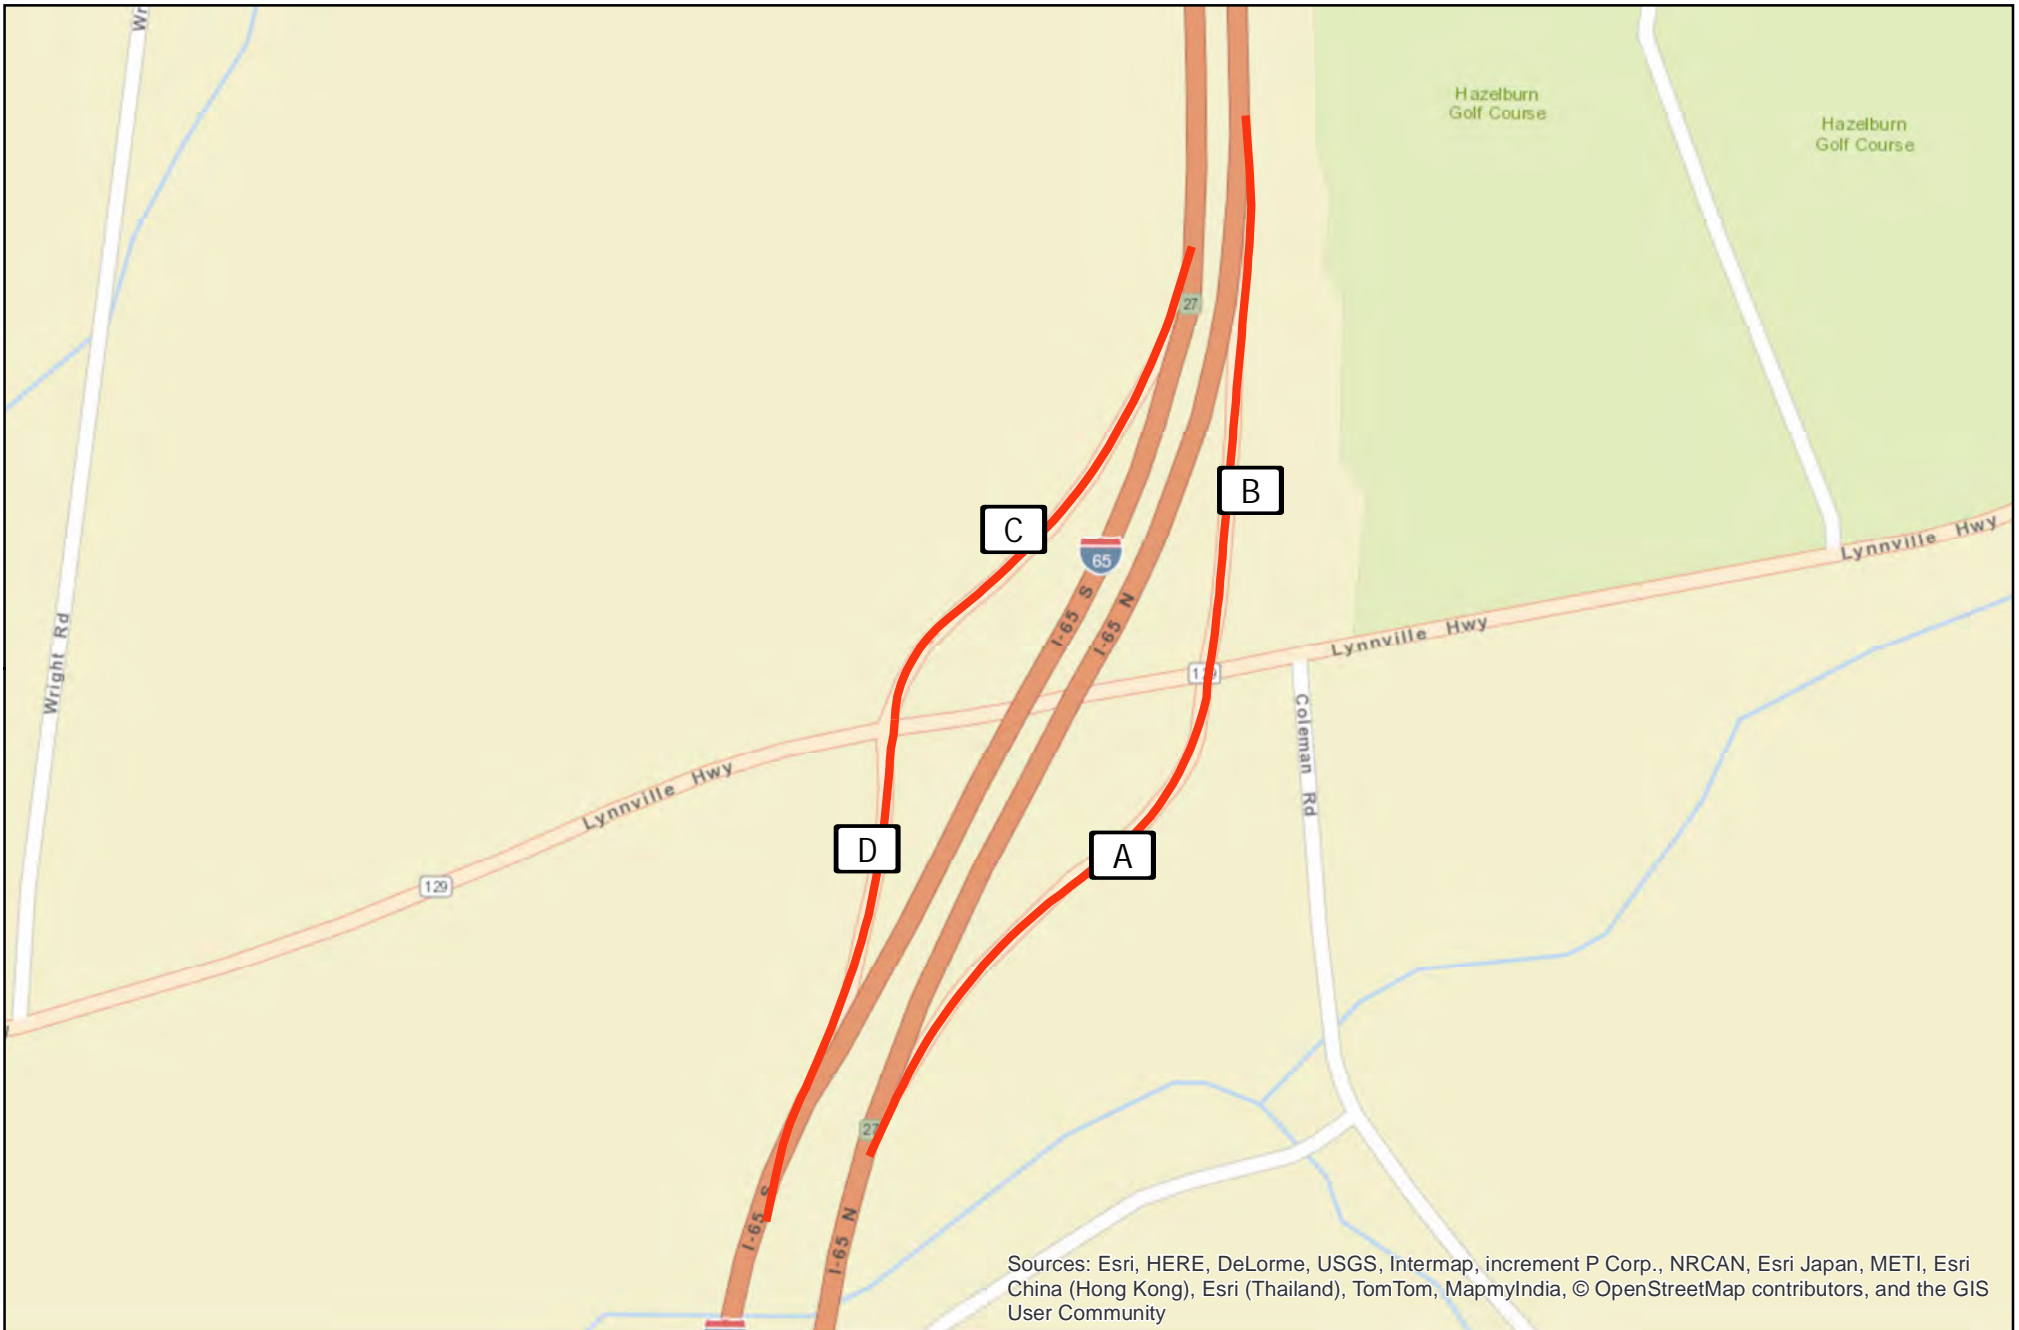 Wr
Hazelburn
Golf Course
Hazelburn
Golf Course
27
B
C
65
Lynnville Hwy
I-65 S
I-65 N
Wright Rd
Lynnville Hwy
129
Coleman Rd
Lynnville Hwy
D
A
129
27
I-65 S
I-65 N
Sources: Esri, HERE, DeLorme, USGS, Intermap, increment P Corp., NRCAN, Esri Japan, METI, Esri
China (Hong Kong), Esri (Thailand), TomTom, MapmyIndia, © OpenStreetMap contributors, and the GIS
User Community